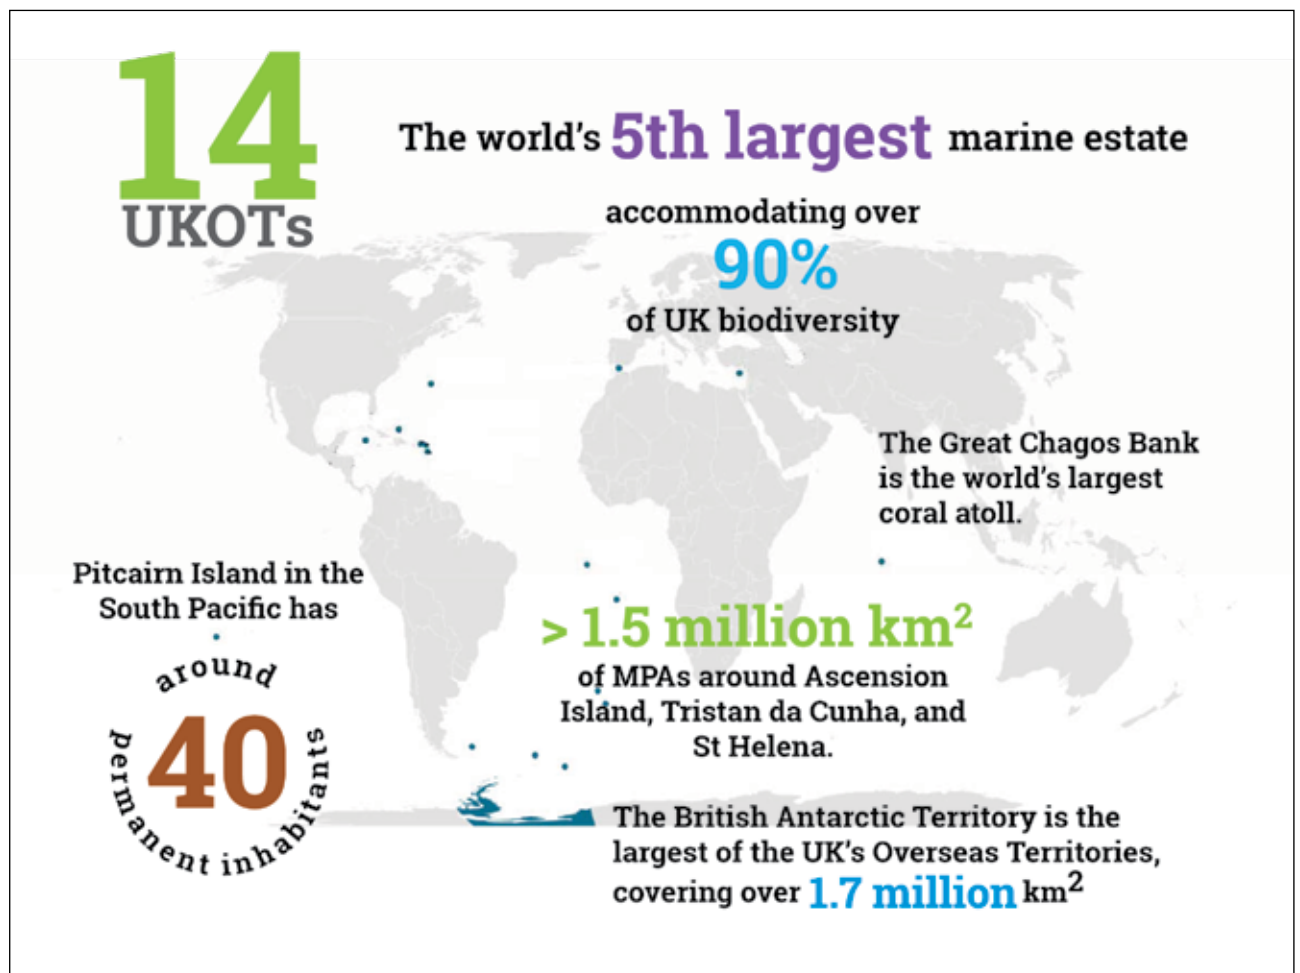 14
UKOTs
The world's 5th largest marine estate
accommodating over
90%
of UK biodiversity
The Great Chagos Bank
is the world's largest
coral atoll.
Pitcairn Island in the
South Pacific has
around
40
permanent inhabitants
> 1.5 million km²
of MPAs around Ascension
Island, Tristan da Cunha, and
St Helena.
The British Antarctic Territory is the
largest of the UK's Overseas Territories,
covering over 1.7 million km²